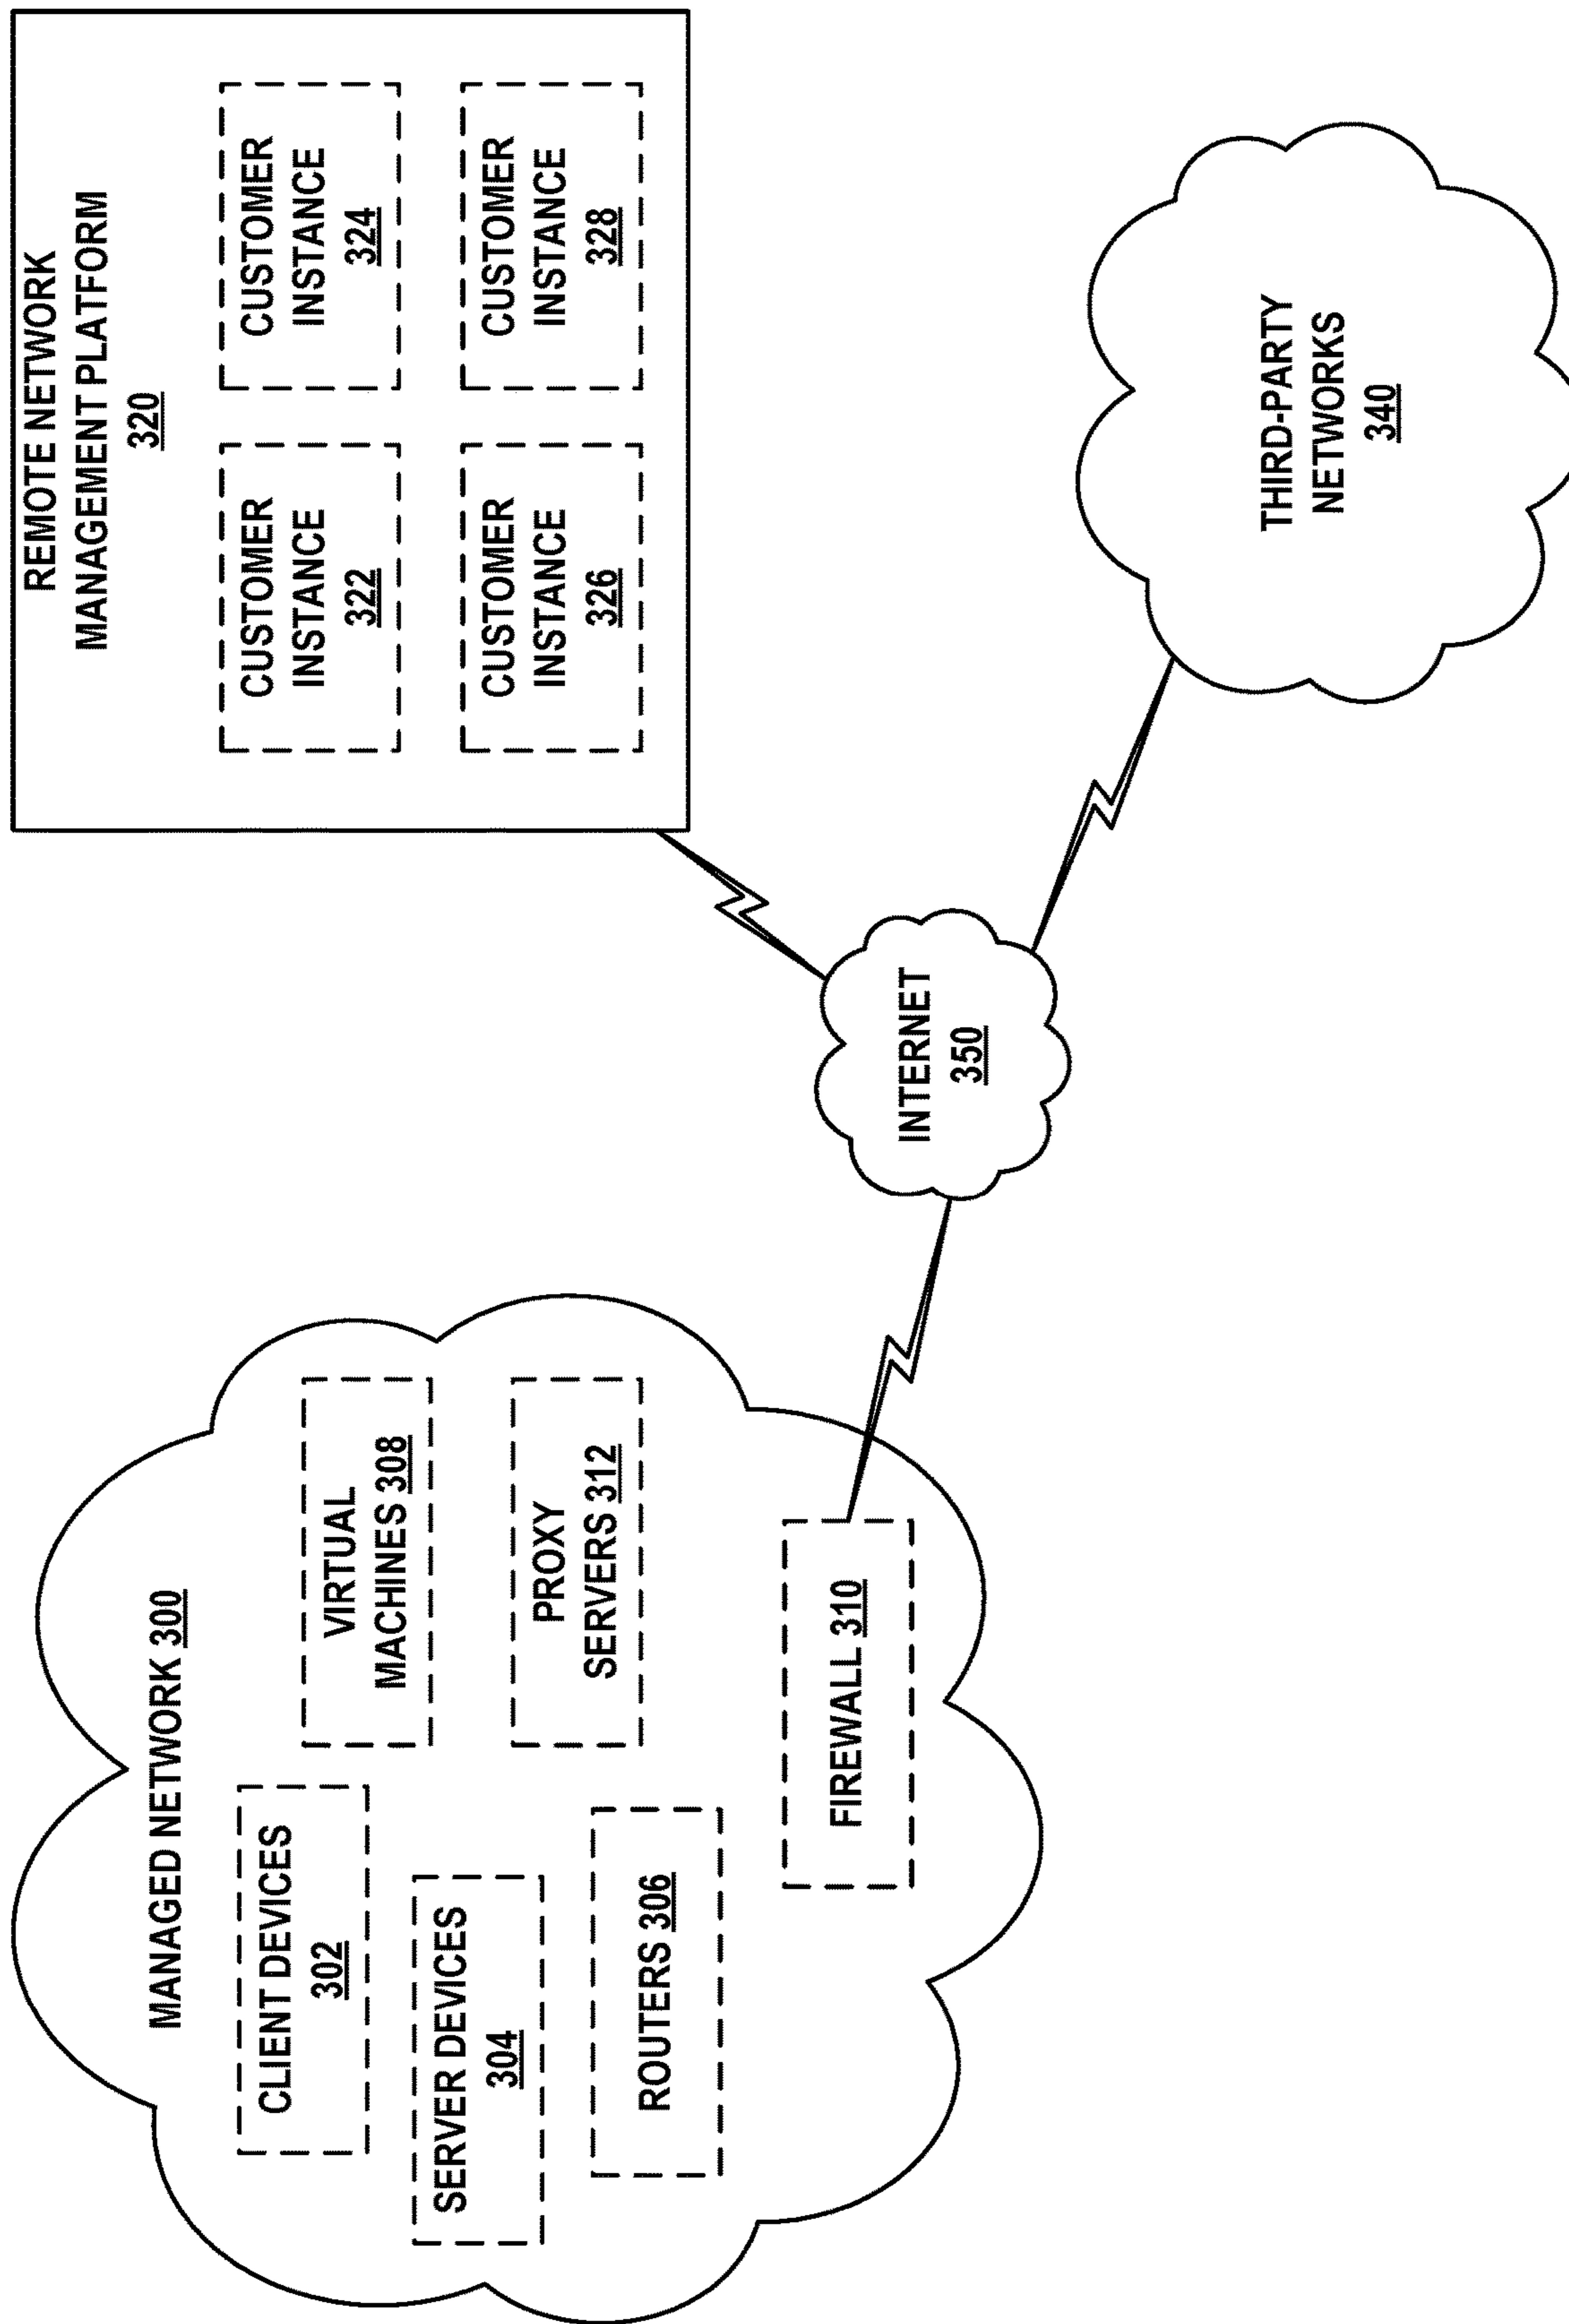 MANAGED NETWORK 300
CLIENT DEVICES
302
VIRTUAL
MACHINES 308
SERVER DEVICES
304
PROXY
SERVERS 312
ROUTERS 306
FIREWALL 310
INTERNET
350
REMOTE NETWORK
MANAGEMENT PLATFORM
320
CUSTOMER
INSTANCE
322
CUSTOMER
INSTANCE
324
CUSTOMER
INSTANCE
326
CUSTOMER
INSTANCE
328
THIRD-PARTY
NETWORKS
340